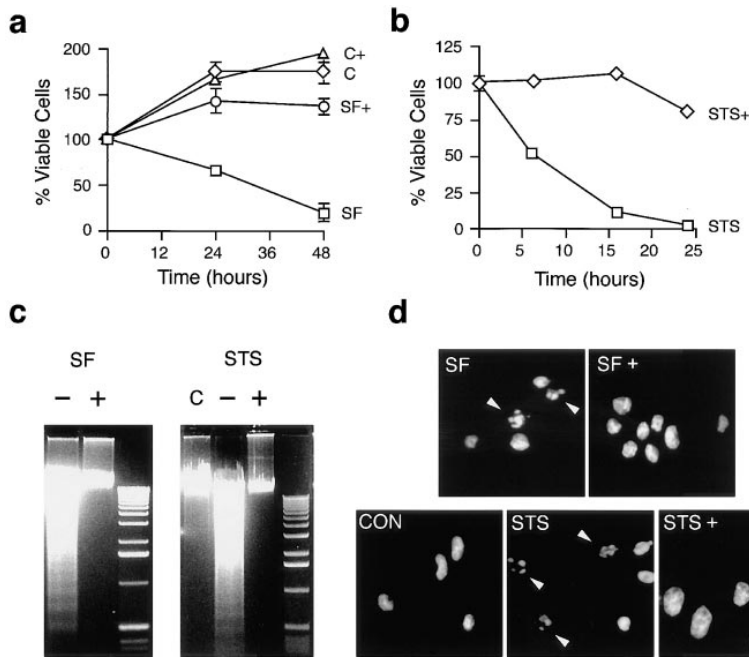 a
% Viable Cells
200
150
100
50
0
0 12 24 36 48
Time (hours)
C+
C
SF+
SF
b
% Viable Cells
125
100
75
50
25
0
0 5 10 15 20 25
Time (hours)
STS+
STS
c
SF
− +
STS
C − +
d
SF
SF +
CON
STS
STS +